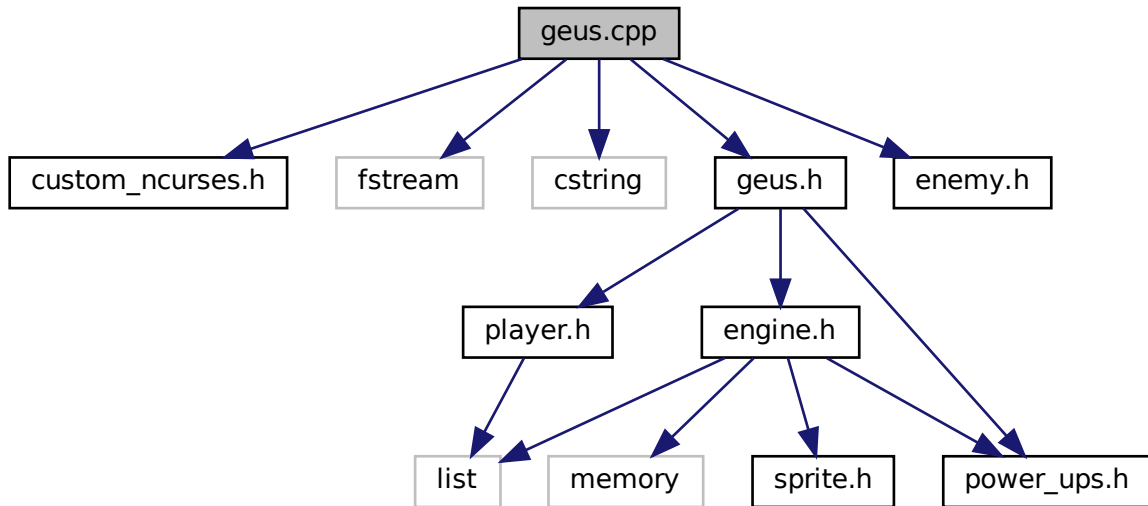 geus.cpp
custom_ncurses.h
fstream
cstring
geus.h
enemy.h
player.h
engine.h
list
memory
sprite.h
power_ups.h